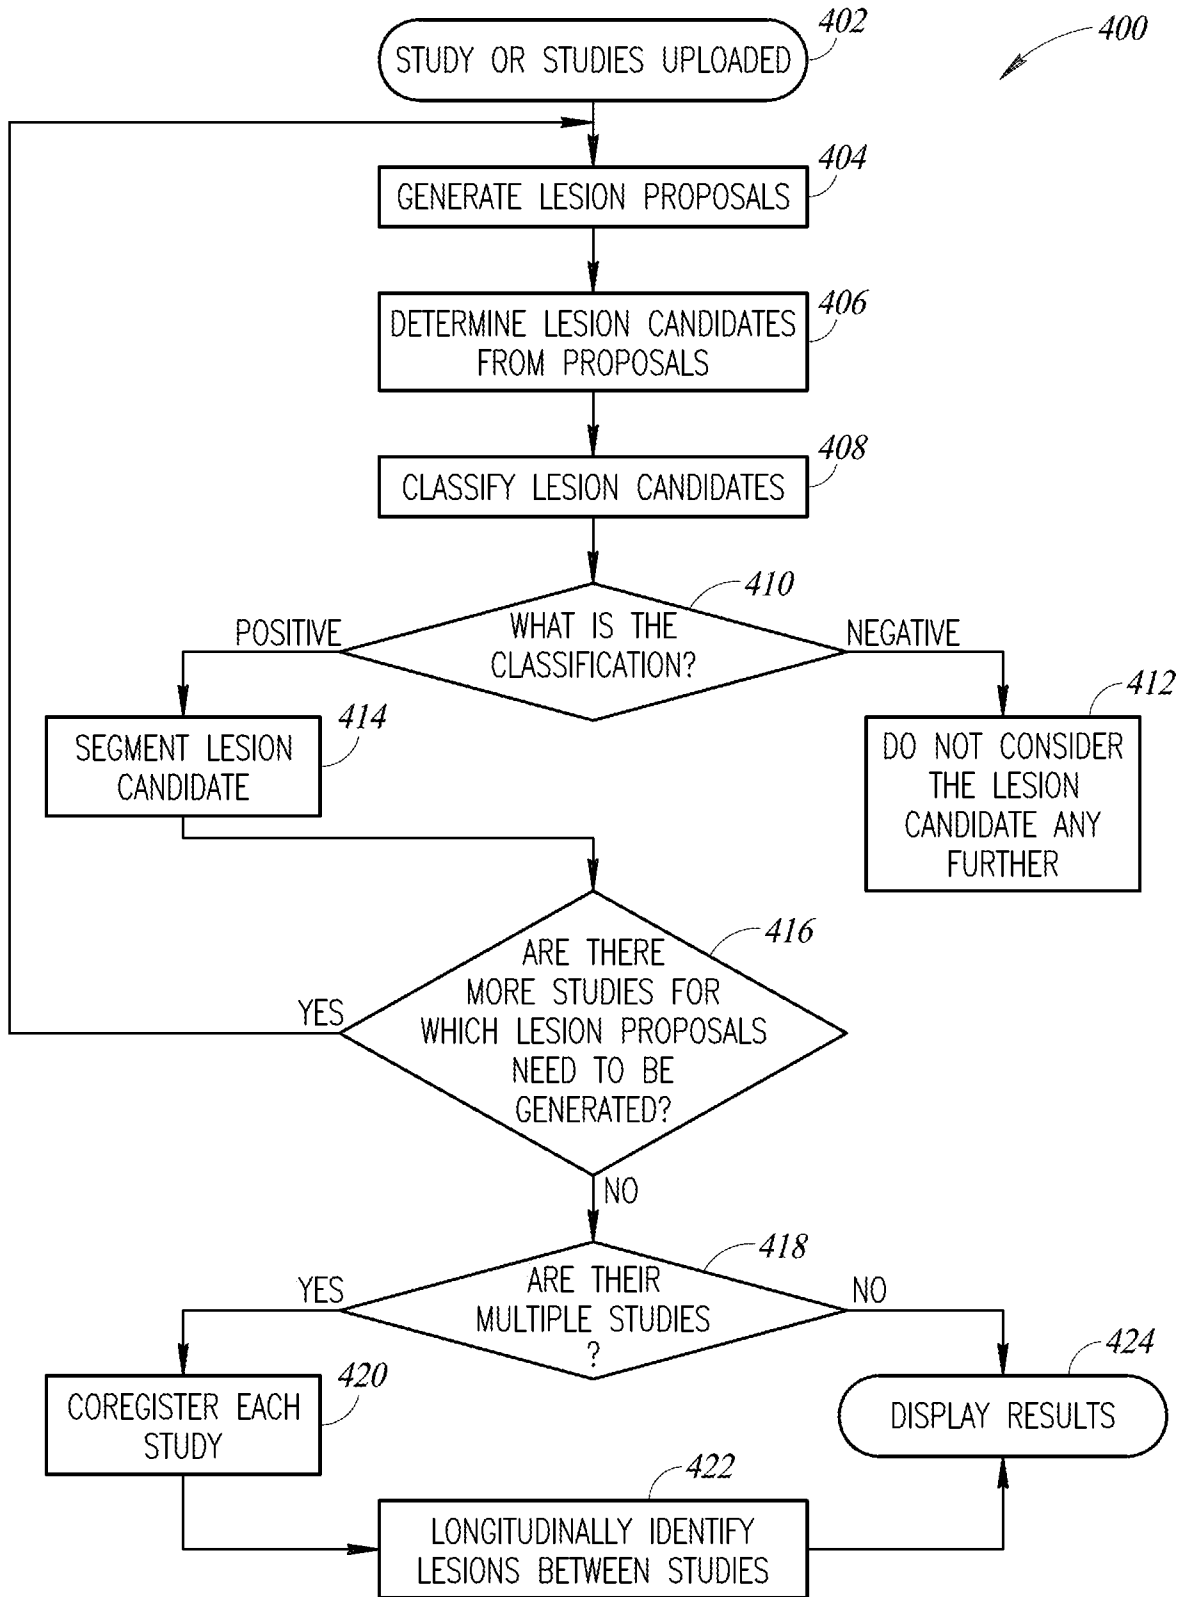 402
STUDY OR STUDIES UPLOADED
400
404
GENERATE LESION PROPOSALS
406
DETERMINE LESION CANDIDATES
FROM PROPOSALS
408
CLASSIFY LESION CANDIDATES
410
WHAT IS THE
CLASSIFICATION?
POSITIVE
NEGATIVE
414
SEGMENT LESION
CANDIDATE
412
DO NOT CONSIDER
THE LESION
CANDIDATE ANY
FURTHER
416
ARE THERE
MORE STUDIES FOR
WHICH LESION PROPOSALS
NEED TO BE
GENERATED?
YES
NO
418
ARE THEIR
MULTIPLE STUDIES
?
YES
NO
420
COREGISTER EACH
STUDY
424
DISPLAY RESULTS
422
LONGITUDINALLY IDENTIFY
LESIONS BETWEEN STUDIES